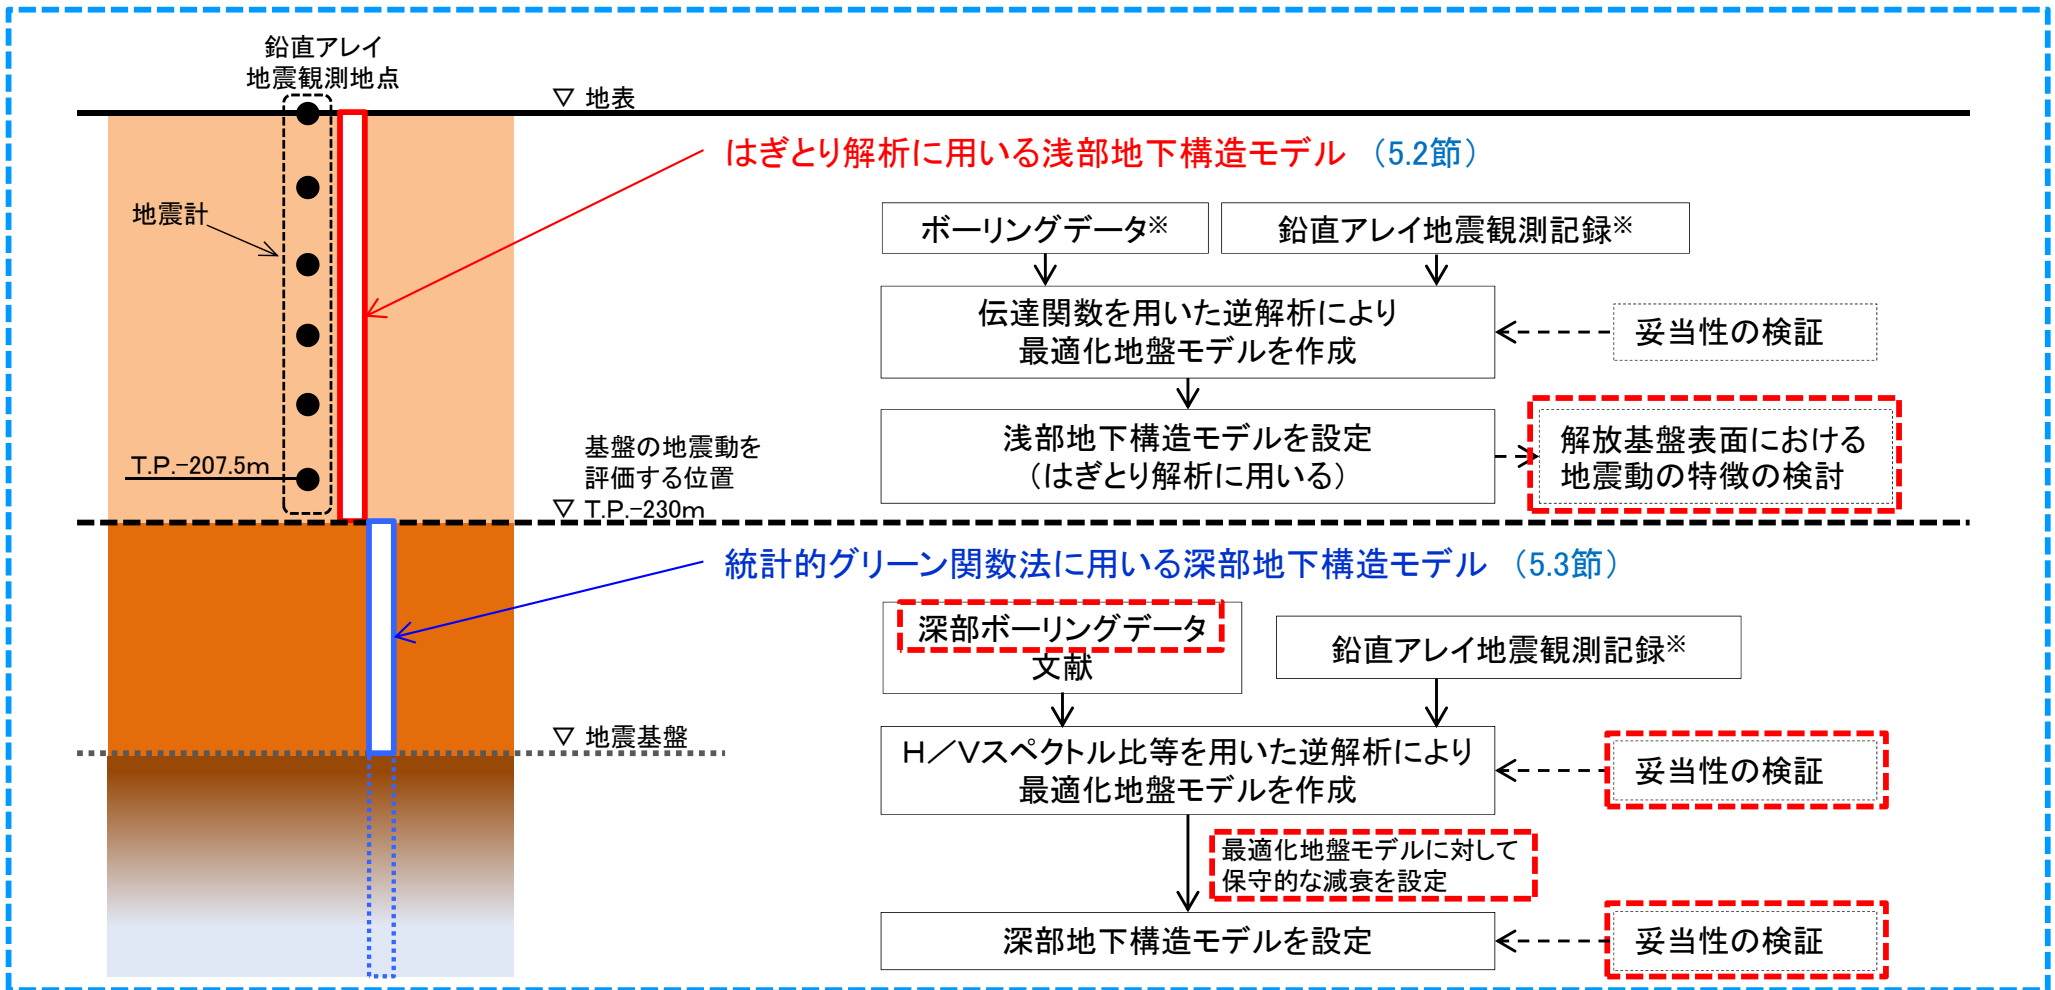 鉛直アレイ
地震観測地点
▽ 地表
はぎとり解析に用いる浅部地下構造モデル (5.2節)
地震計
ボーリングデータ※
鉛直アレイ地震観測記録※
伝達関数を用いた逆解析により
最適化地盤モデルを作成
妥当性の検証
浅部地下構造モデルを設定
(はぎとり解析に用いる)
解放基盤表面における
地震動の特徴の検討
基盤の地震動を
評価する位置
▽ T.P.-230m
T.P.-207.5m
統計的グリーン関数法に用いる深部地下構造モデル (5.3節)
深部ボーリングデータ
文献
鉛直アレイ地震観測記録※
▽ 地震基盤
H/Vスペクトル比等を用いた逆解析により
最適化地盤モデルを作成
妥当性の検証
最適化地盤モデルに対して
保守的な減衰を設定
深部地下構造モデルを設定
妥当性の検証